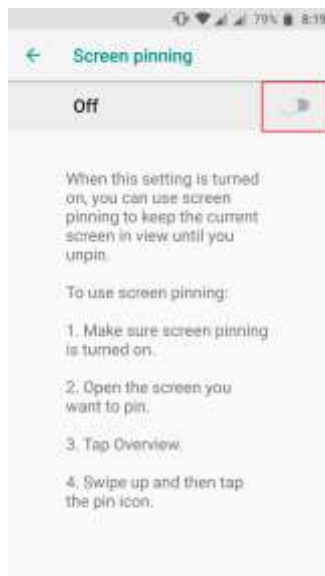 79% 8:19
Screen pinning
Off
When this setting is turned
on, you can use screen
pinning to keep the current
screen in view until you
unpin.
To use screen pinning:
1. Make sure screen pinning
is turned on.
2. Open the screen you
want to pin.
3. Tap Overview.
4. Swipe up and then tap
the pin icon.